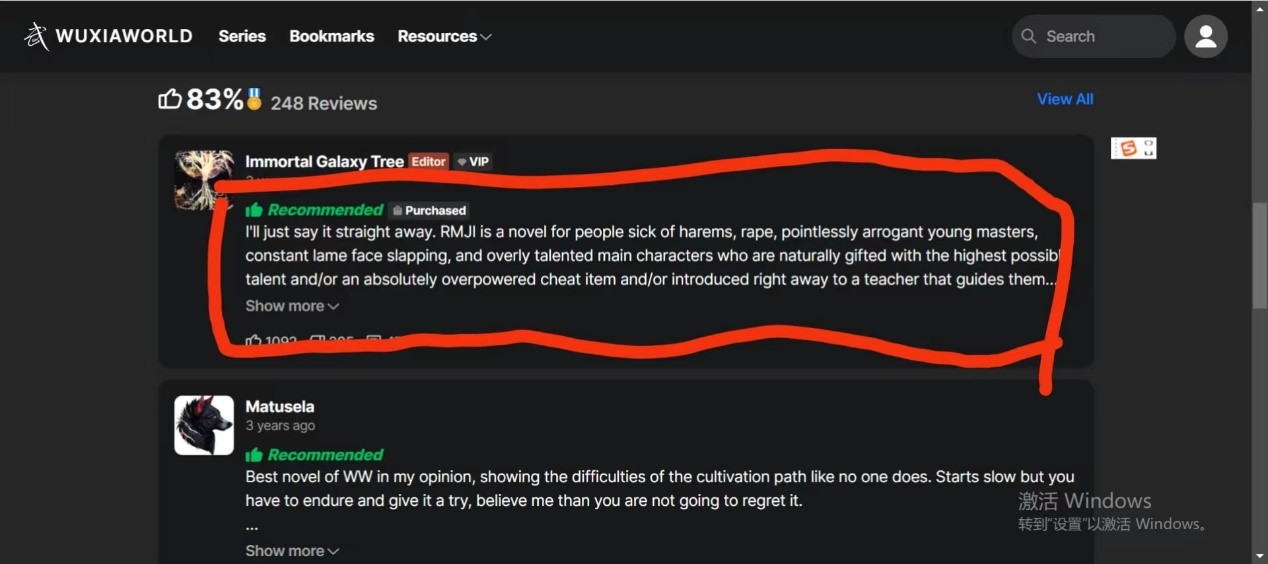 WUXIAWORLD Series Bookmarks Resources Search
83% 248 Reviews View All
Immortal Galaxy Tree Editor VIP
Recommended Purchased
I'll just say it straight away. RMJI is a novel for people sick of harems, rape, pointlessly arrogant young masters,
constant lame face slapping, and overly talented main characters who are naturally gifted with the highest possibl
talent and/or an absolutely overpowered cheat item and/or introduced right away to a teacher that guides them...
Show more
Matusela
3 years ago
Recommended
Best novel of WW in my opinion, showing the difficulties of the cultivation path like no one does. Starts slow but you
have to endure and give it a try, believe me than you are not going to regret it.
...
Show more
激活 Windows
转到"设置"以激活 Windows。